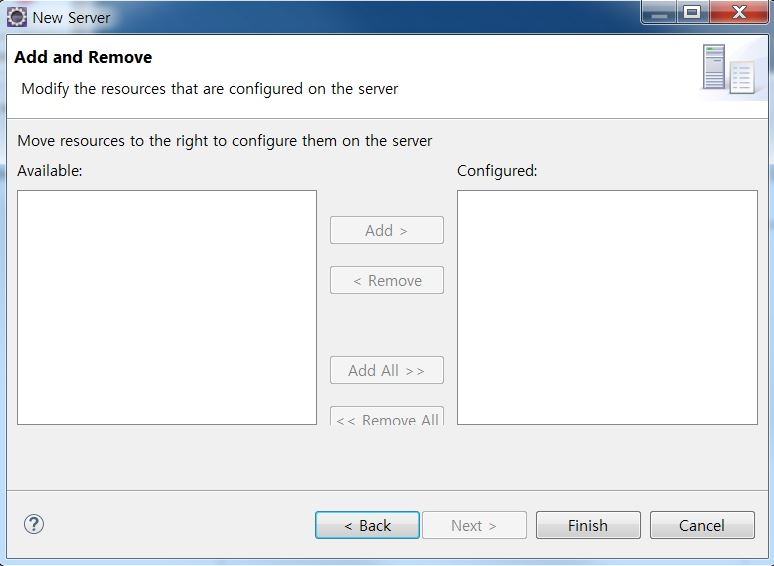 New Server
Add and Remove
Modify the resources that are configured on the server
Move resources to the right to configure them on the server
Available:
Configured:
Add >
< Remove
Add All >>
<< Remove All
?
< Back
Next >
Finish
Cancel